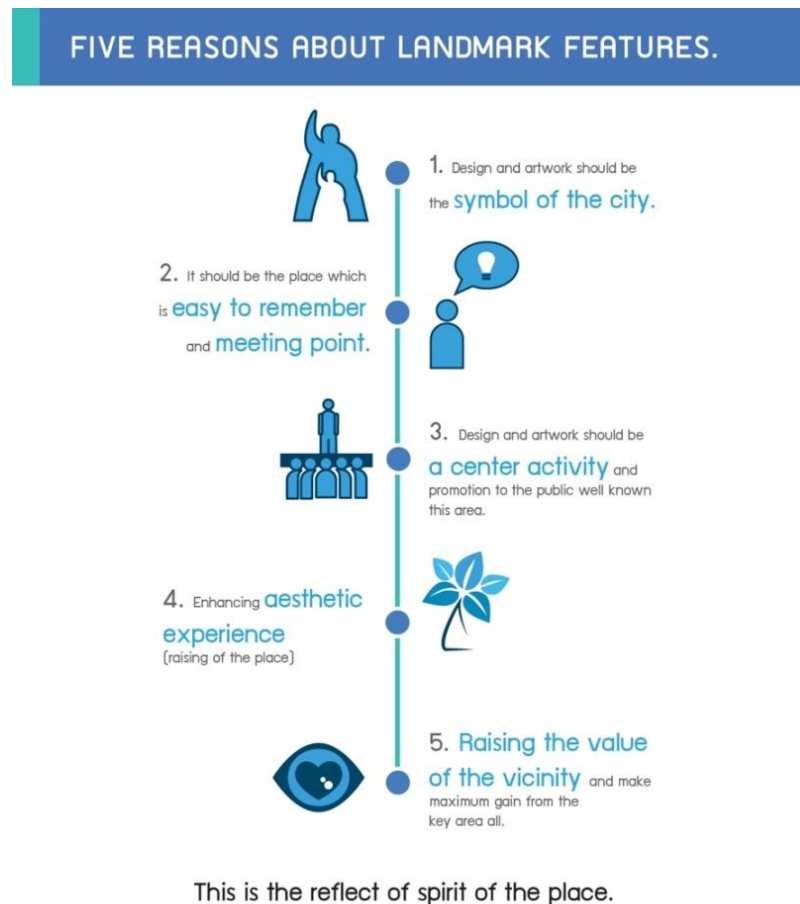 FIVE REASONS ABOUT LANDMARK FEATURES.
1. Design and artwork should be
the symbol of the city.
2. It should be the place which
is easy to remember
and meeting point.
3. Design and artwork should be
a center activity and
promotion to the public well known
this area.
4. Enhancing aesthetic
experience
(raising of the place)
5. Raising the value
of the vicinity and make
maximum gain from the
key area all.
This is the reflect of spirit of the place.